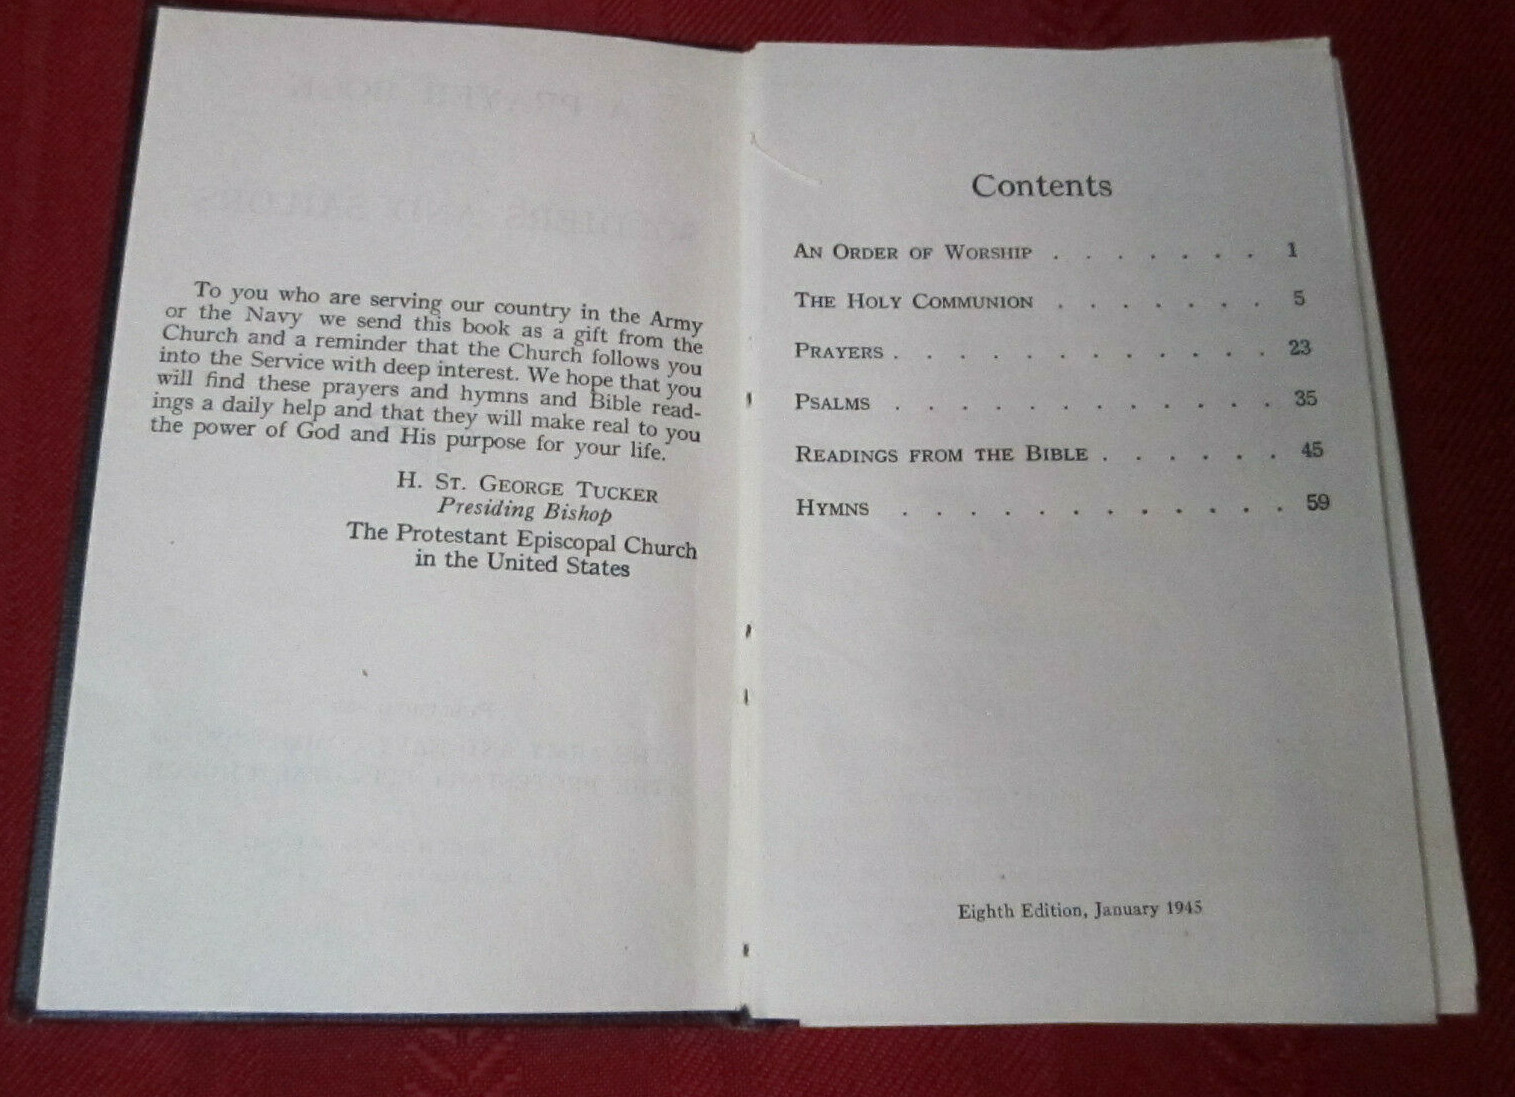 To you who are serving our country in the Army
or the Navy we send this book as a gift from the
Church and a reminder that the Church follows you
into the Service with deep interest. We hope that you
will find these prayers and hymns and Bible read-
ings a daily help and that they will make real to you
the power of God and His purpose for your life.
H. St. George Tucker
Presiding Bishop
The Protestant Episcopal Church
in the United States
Contents
An Order of Worship . . . . . . . 1
The Holy Communion . . . . . . . 5
Prayers . . . . . . . . . . . . 23
Psalms . . . . . . . . . . . . 35
Readings from the Bible . . . . . . 45
Hymns . . . . . . . . . . . . 59
Eighth Edition, January 1945
A PRAYER BOOK
SOLDIERS AND SAILORS